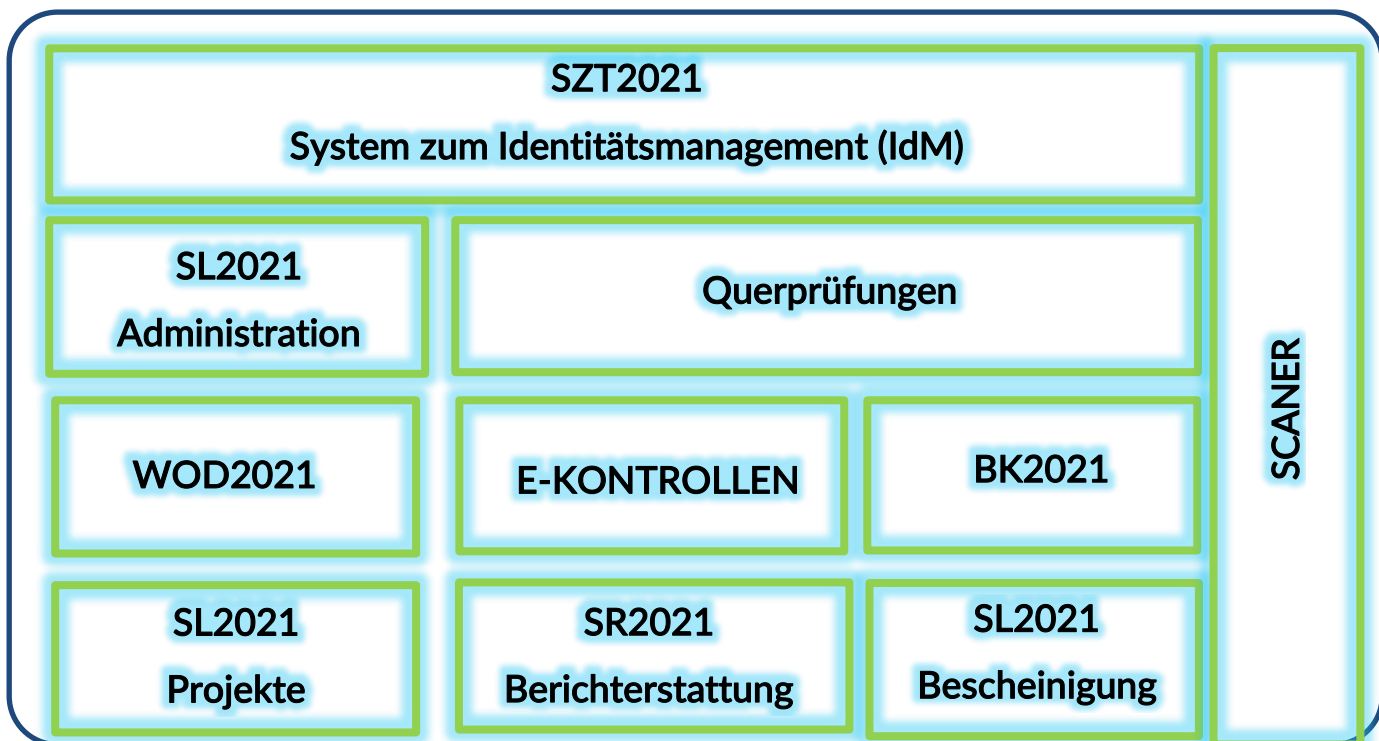 SZT2021
System zum Identitätsmanagement (IdM)
SL2021
Administration
Querprüfungen
WOD2021
E-KONTROLLEN
BK2021
SL2021
Projekte
SR2021
Berichterstattung
SL2021
Bescheinigung
SCANER